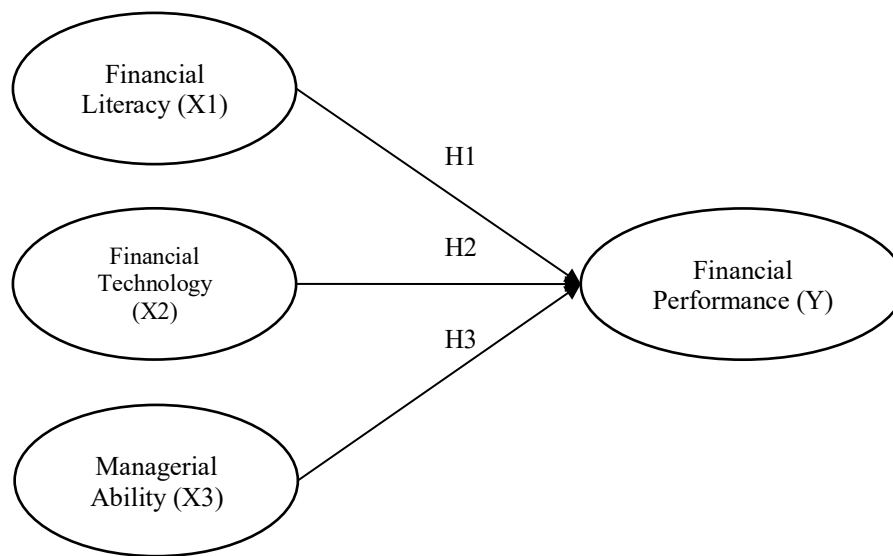 Financial
Literacy (X1)
H1
Financial
Technology
(X2)
H2
Financial
Performance (Y)
H3
Managerial
Ability (X3)